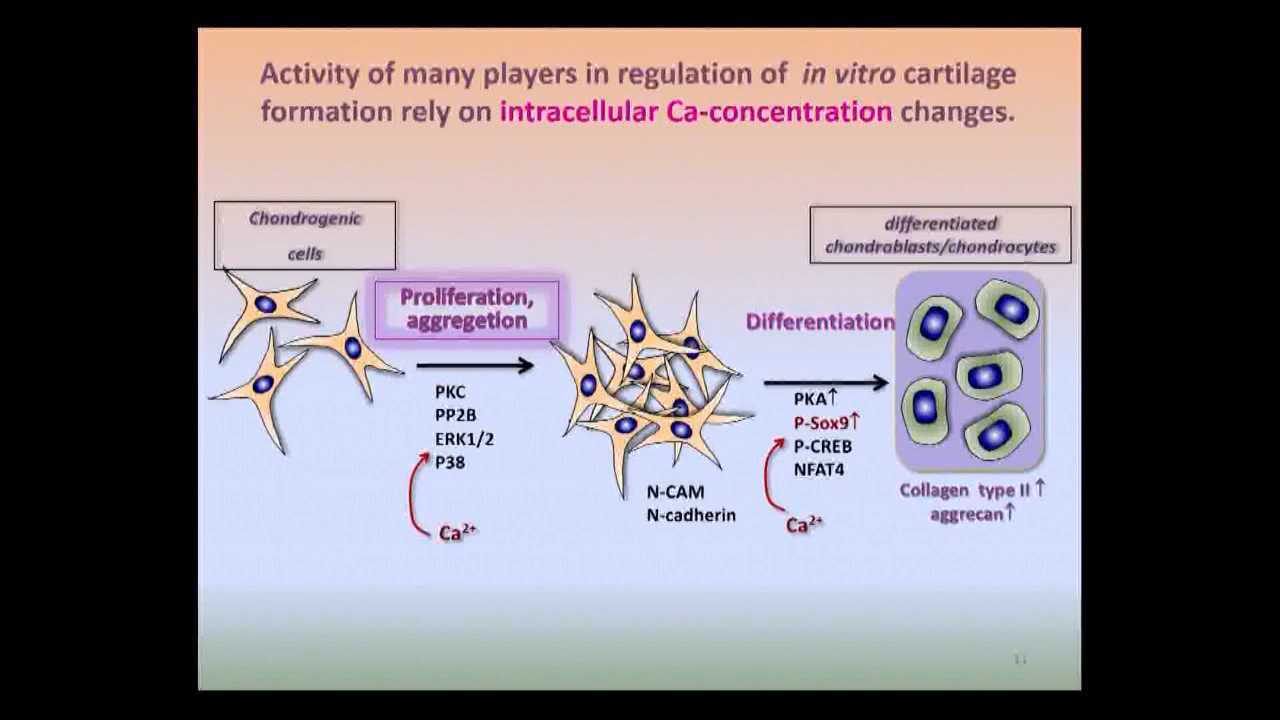 Activity of many players in regulation of in vitro cartilage
formation rely on intracellular Ca-concentration changes.
Chondrogenic
cells
differentiated
chondroblasts/chondrocytes
Proliferation,
aggregetion
Differentiation
PKC
PP2B
ERK1/2
P38
Ca²⁺
N-CAM
N-cadherin
PKA↑
P-Sox9↑
P-CREB
NFAT4
Ca²⁺
Collagen type II ↑
aggrecan↑
11